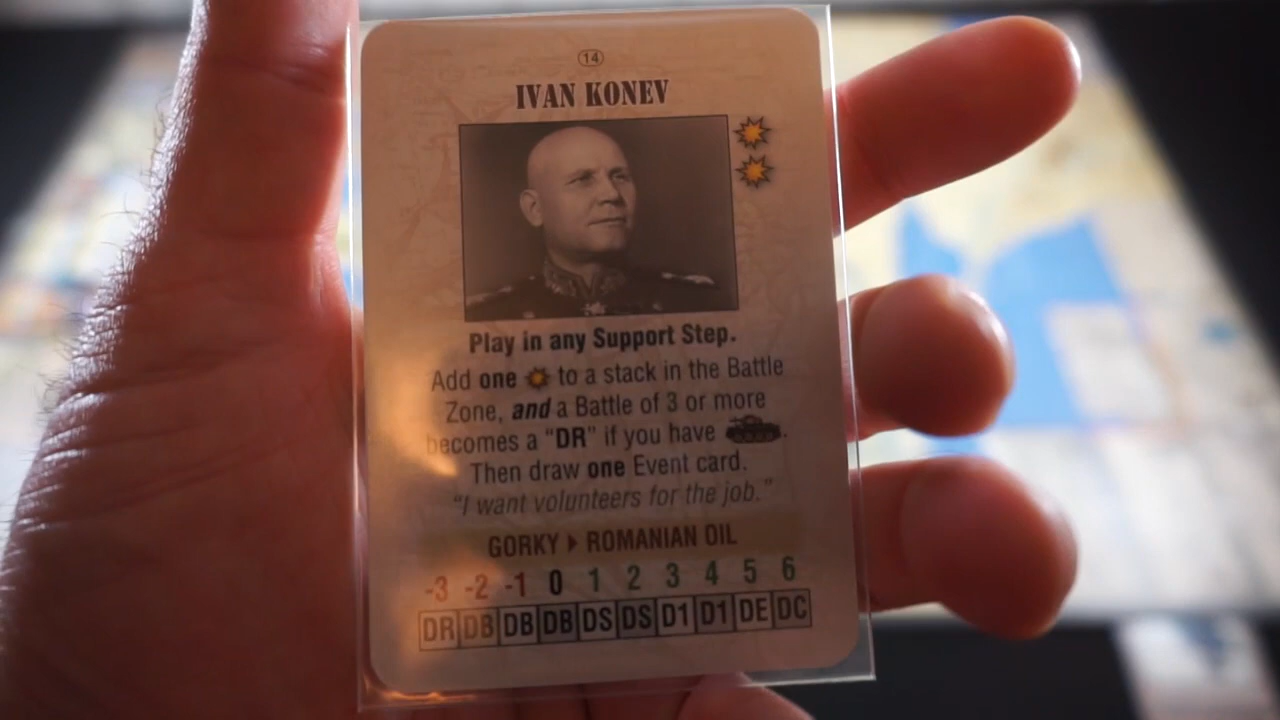 14
IVAN KONEV
Play in any Support Step.
Add one to a stack in the Battle
Zone, and a Battle of 3 or more
becomes a "DR" if you have .
Then draw one Event card.
"I want volunteers for the job."
GORKY ▸ ROMANIAN OIL
-3 -2 -1 0 1 2 3 4 5 6
DR DB DB DB DS DS D1 D1 DE DC